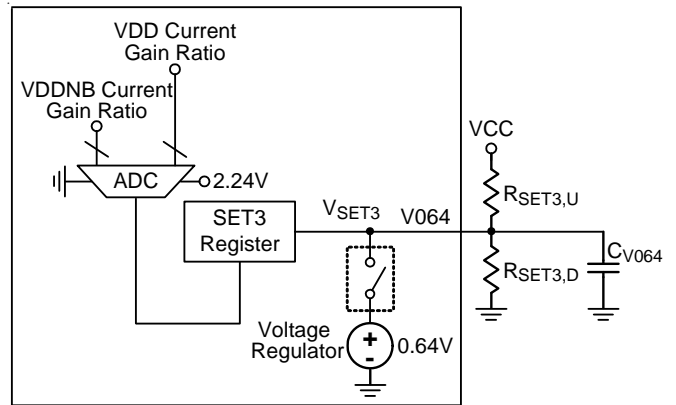 VDD Current
Gain Ratio
VDDNB Current
Gain Ratio
ADC
2.24V
SET3
Register
VSET3
V064
VCC
RSET3,U
RSET3,D
CV064
Voltage
Regulator
+
-
0.64V